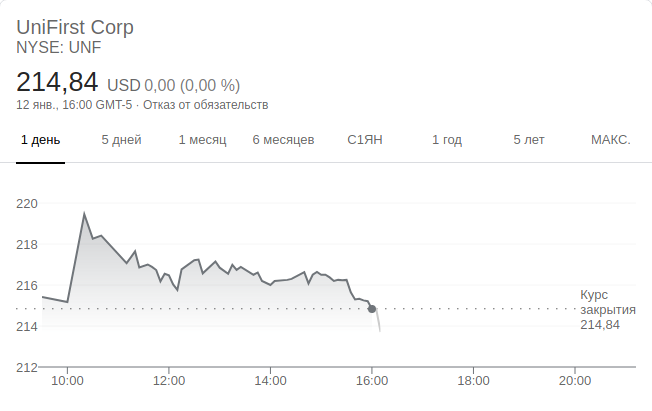 UniFirst Corp
NYSE: UNF
214,84 USD 0,00 (0,00 %)
12 янв., 16:00 GMT-5 · Отказ от обязательств
1 день 5 дней 1 месяц 6 месяцев С1ЯН 1 год 5 лет МАКС.
220
218
216
214
212
Курс
закрытия
214,84
10:00 12:00 14:00 16:00 18:00 20:00